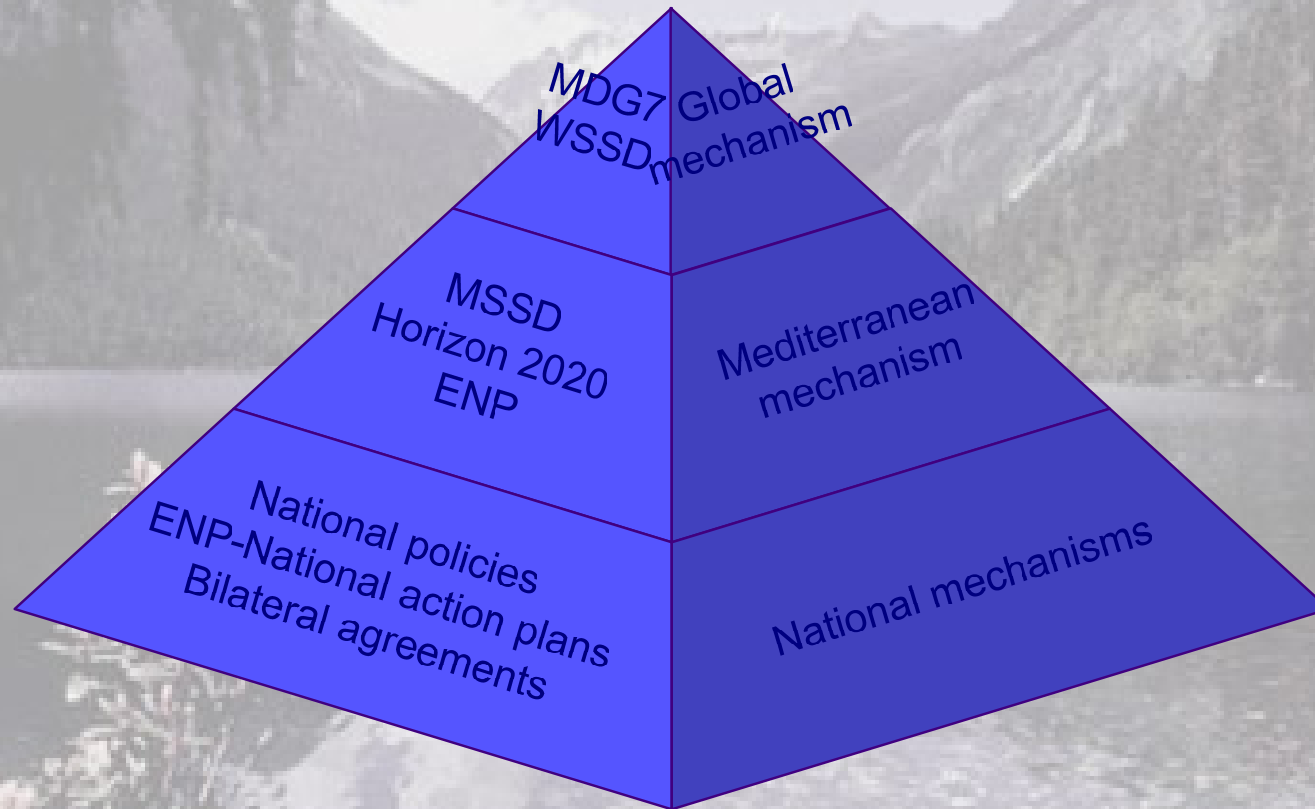 MDG7
WSSD
Global
mechanism
MSSD
Horizon 2020
ENP
Mediterranean
mechanism
National policies
ENP-National action plans
Bilateral agreements
National mechanisms